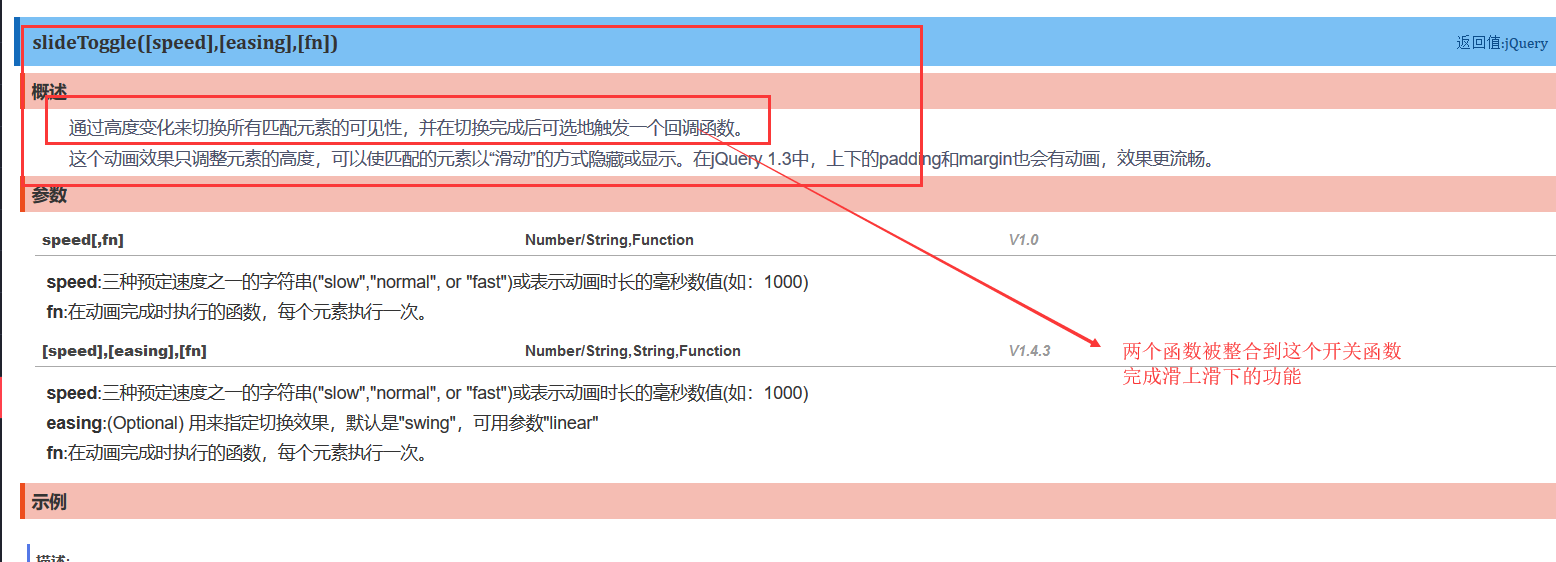 slideToggle([speed],[easing],[fn])
返回值:jQuery
概述
通过高度变化来切换所有匹配元素的可见性，并在切换完成后可选地触发一个回调函数。
这个动画效果只调整元素的高度，可以使匹配的元素以“滑动”的方式隐藏或显示。在jQuery 1.3中，上下的padding和margin也会有动画，效果更流畅。
参数
speed[,fn] Number/String,Function V1.0
speed:三种预定速度之一的字符串("slow","normal", or "fast")或表示动画时长的毫秒数值(如：1000)
fn:在动画完成时执行的函数，每个元素执行一次。
[speed],[easing],[fn] Number/String,String,Function V1.4.3
两个函数被整合到这个开关函数
完成滑上滑下的功能
speed:三种预定速度之一的字符串("slow","normal", or "fast")或表示动画时长的毫秒数值(如：1000)
easing:(Optional) 用来指定切换效果，默认是"swing"，可用参数"linear"
fn:在动画完成时执行的函数，每个元素执行一次。
示例
描述: